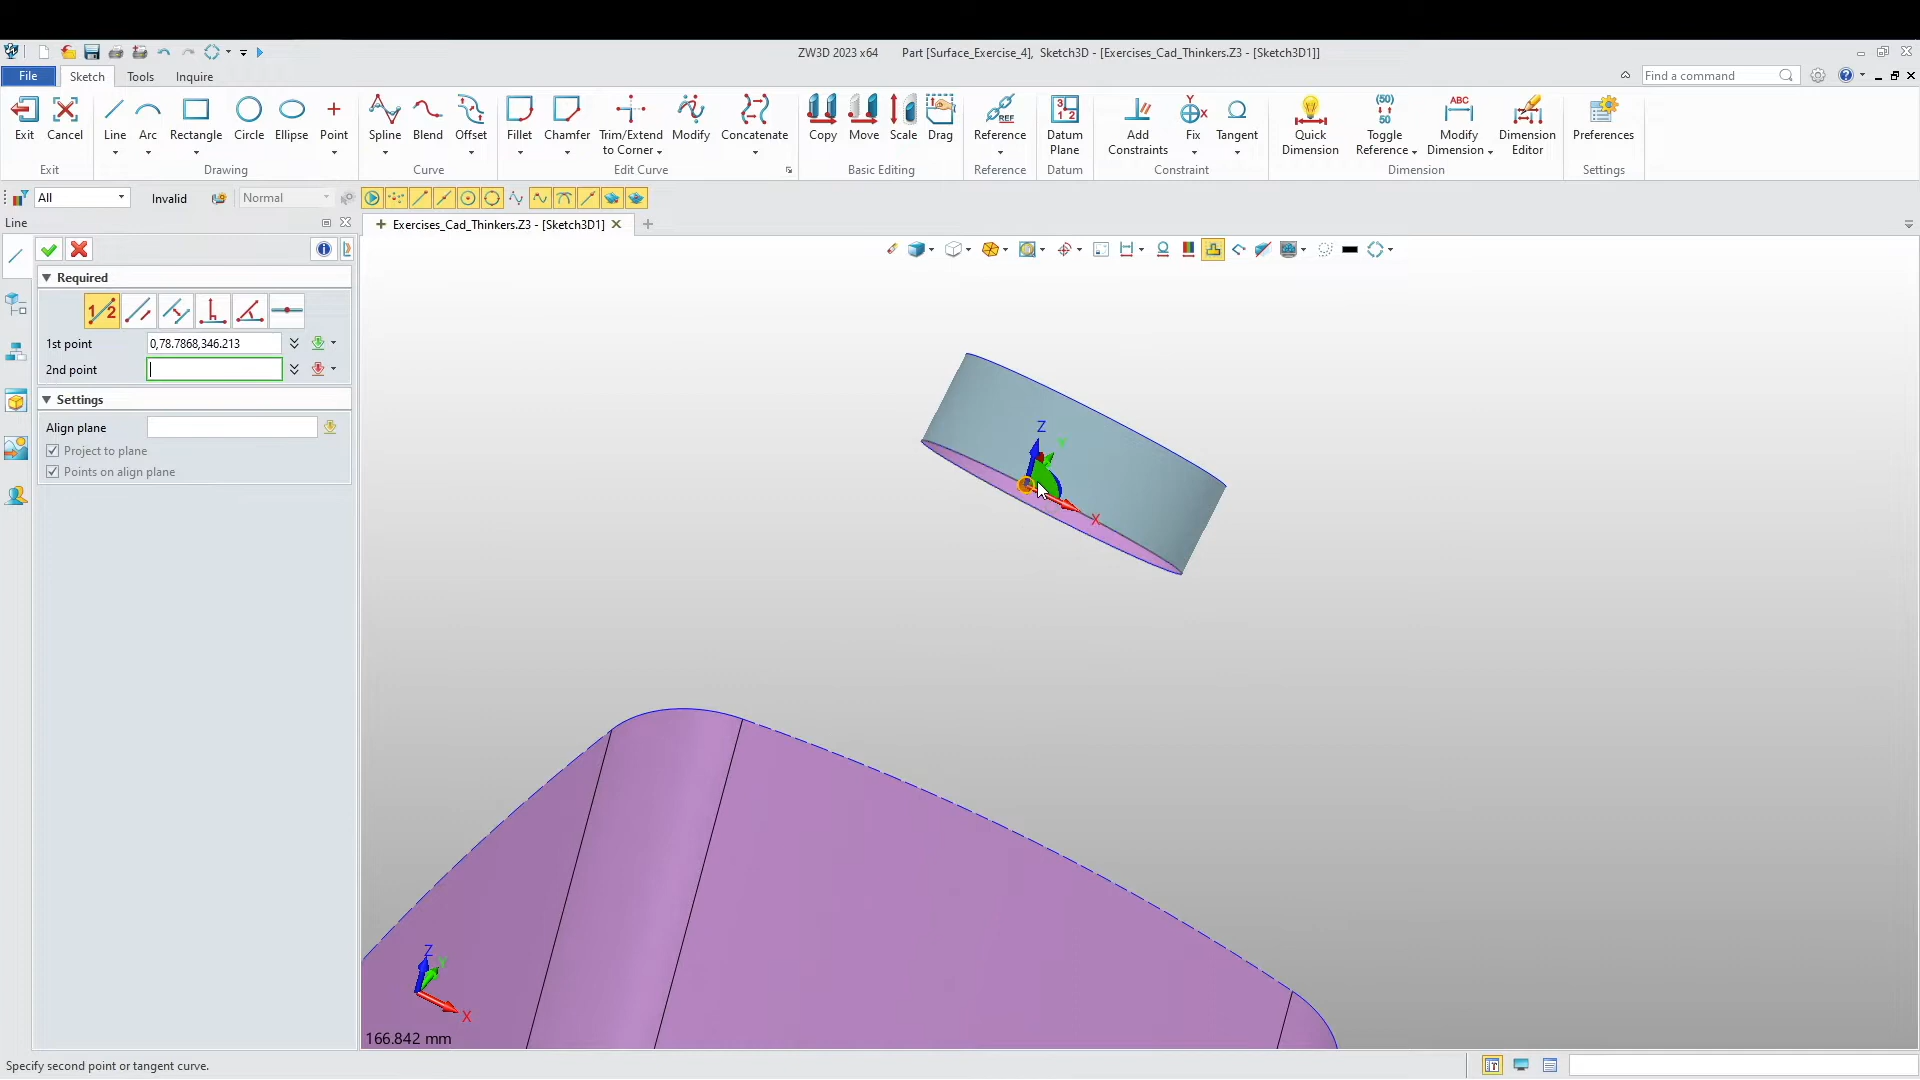 ZW3D 2023 x64 Part [Surface_Exercise_4], Sketch3D - [Exercises_Cad_Thinkers.Z3 - [Sketch3D1]]
File Sketch Tools Inquire Find a command
Exit Cancel Line Arc Rectangle Circle Ellipse Point Spline Blend Offset Fillet Chamfer Trim/Extend to Corner Modify Concatenate Copy Move Scale Drag Reference Datum Plane Add Constraints Fix Tangent Quick Dimension Toggle Reference Modify Dimension Dimension Editor Preferences
Exit Drawing Curve Edit Curve Basic Editing Reference Datum Constraint Dimension Settings
All Invalid Normal
Line Exercises_Cad_Thinkers.Z3 - [Sketch3D1]
Required
1st point 0,78.7868,346.213
2nd point
Settings
Align plane
Project to plane
Points on align plane
Z
Y
X
Z
Y
X
166.842 mm
Specify second point or tangent curve.